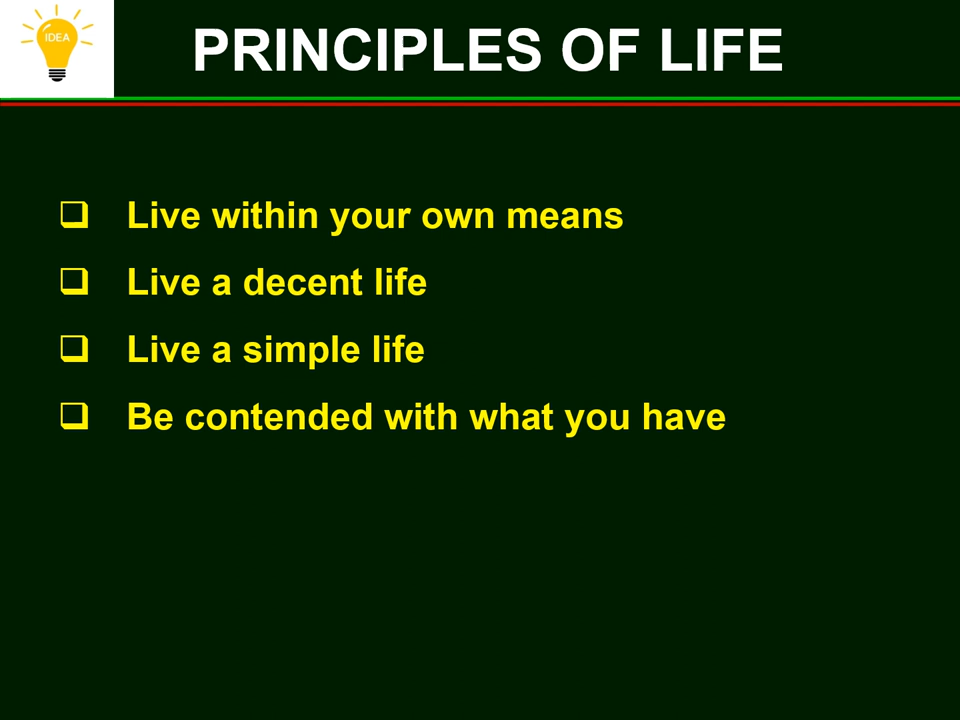 IDEA
PRINCIPLES OF LIFE
Live within your own means
Live a decent life
Live a simple life
Be contended with what you have